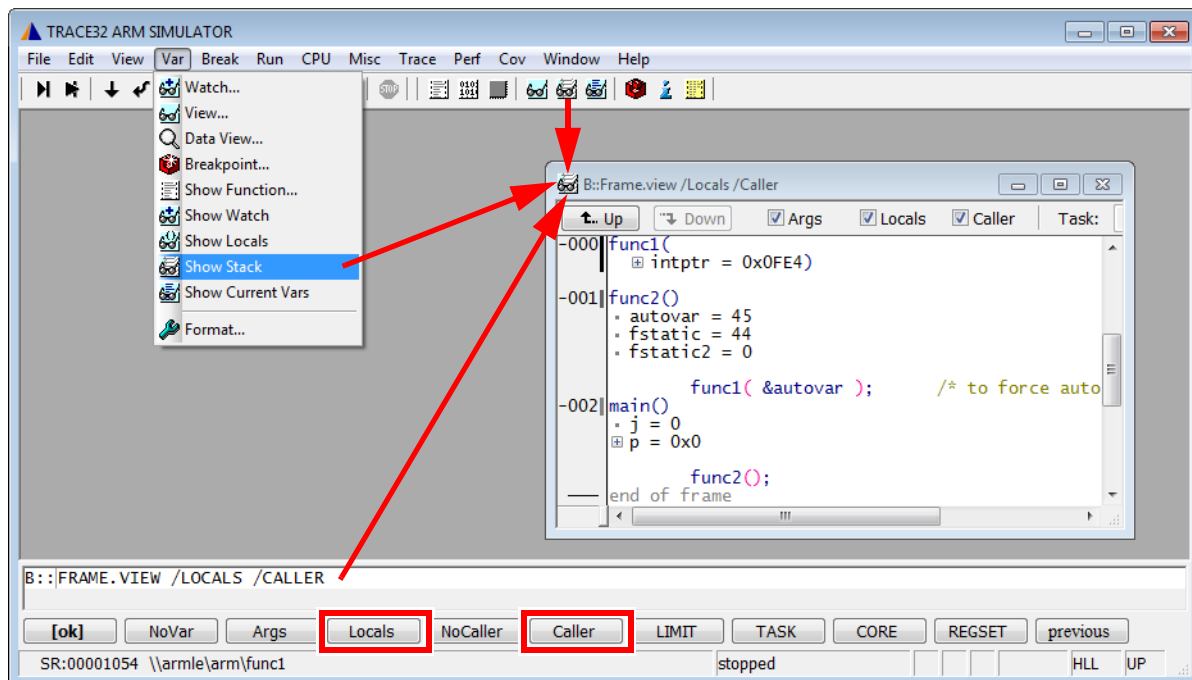 TRACE32 ARM SIMULATOR
File Edit View Var Break Run CPU Misc Trace Perf Cov Window Help
STOP
Watch...
View...
Data View...
Breakpoint...
Show Function...
Show Watch
Show Locals
Show Stack
Show Current Vars
Format...
B::Frame.view /Locals /Caller
Up Down Args Locals Caller Task:
-000 func1(
intptr = 0x0FE4)
-001 func2()
autovar = 45
fstatic = 44
fstatic2 = 0
func1( &autovar ); /* to force auto
-002 main()
j = 0
p = 0x0
func2();
end of frame
B::FRAME.VIEW /LOCALS /CALLER
[ok] NoVar Args Locals NoCaller Caller LIMIT TASK CORE REGSET previous
SR:00001054 \\armle\arm\func1 stopped HLL UP